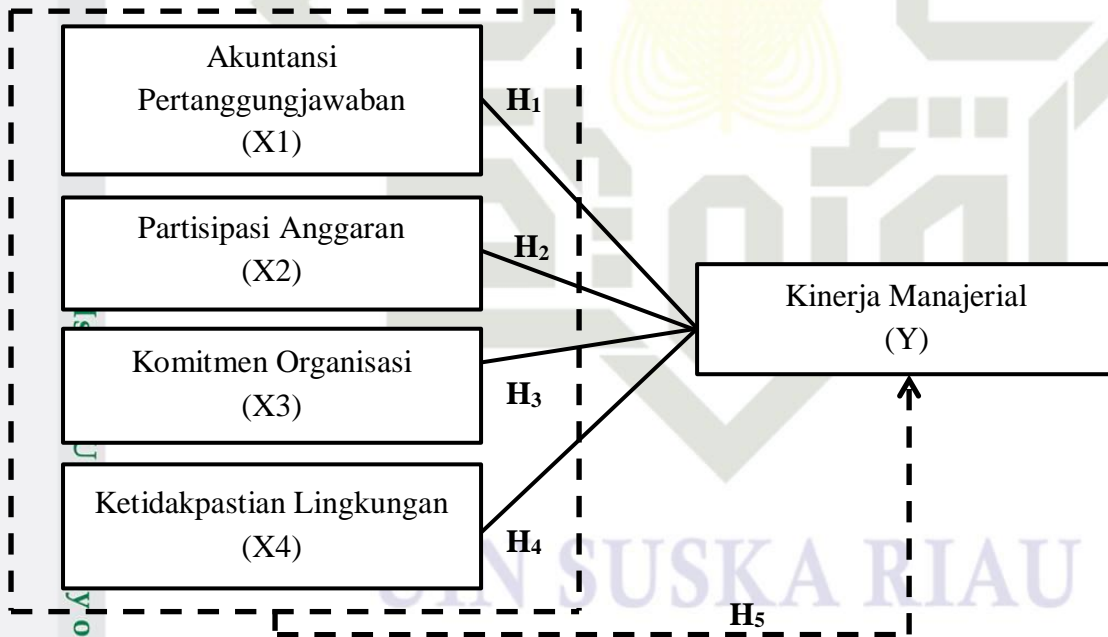 Akuntansi
Pertanggungjawaban
(X1)
H₁
Partisipasi Anggaran
(X2)
H₂
Komitmen Organisasi
(X3)
H₃
Ketidakpastian Lingkungan
(X4)
H₄
Kinerja Manajerial
(Y)
H₅
UIN SUSKA RIAU